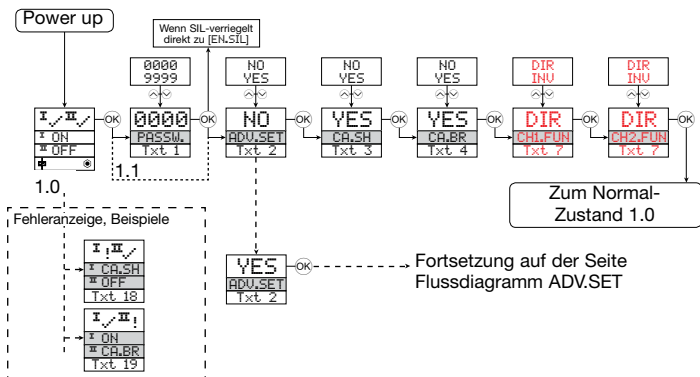 Power up
Wenn SIL-verriegelt
direkt zu [EN.SIL]
0000
9999
NO
YES
NO
YES
NO
YES
DIR
INV
DIR
INV
I ✓ II ✓
I ON
II OFF
OK
0000
PASSW.
Txt 1
OK
NO
ADV.SET
Txt 2
OK
YES
CA.SH
Txt 3
OK
YES
CA.BR
Txt 4
OK
DIR
CH1.FUN
Txt 7
OK
DIR
CH2.FUN
Txt 7
OK
1.0
1.1
Zum Normal-
Zustand 1.0
Fehleranzeige, Beispiele
I ! II ✓
I CA.SH
II OFF
Txt 18
I ✓ II !
I ON
II CA.BR
Txt 19
YES
ADV.SET
Txt 2
OK
Fortsetzung auf der Seite
Flussdiagramm ADV.SET